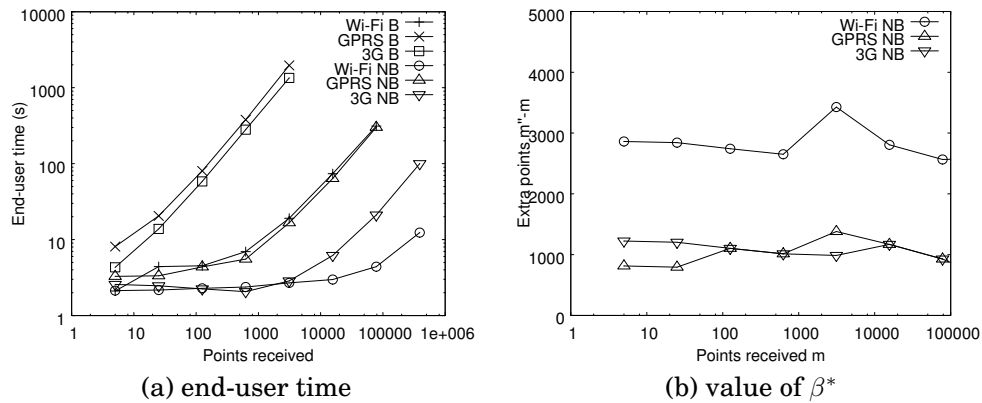 10000
1000
100
10
1
End-user time (s)
1
10
100
1000
10000
100000
1e+006
Points received
Wi-Fi B
GPRS B
3G B
Wi-Fi NB
GPRS NB
3G NB
(a) end-user time
5000
4000
3000
2000
1000
0
Extra points m"-m
1
10
100
1000
10000
100000
Points received m
Wi-Fi NB
GPRS NB
3G NB
(b) value of β*